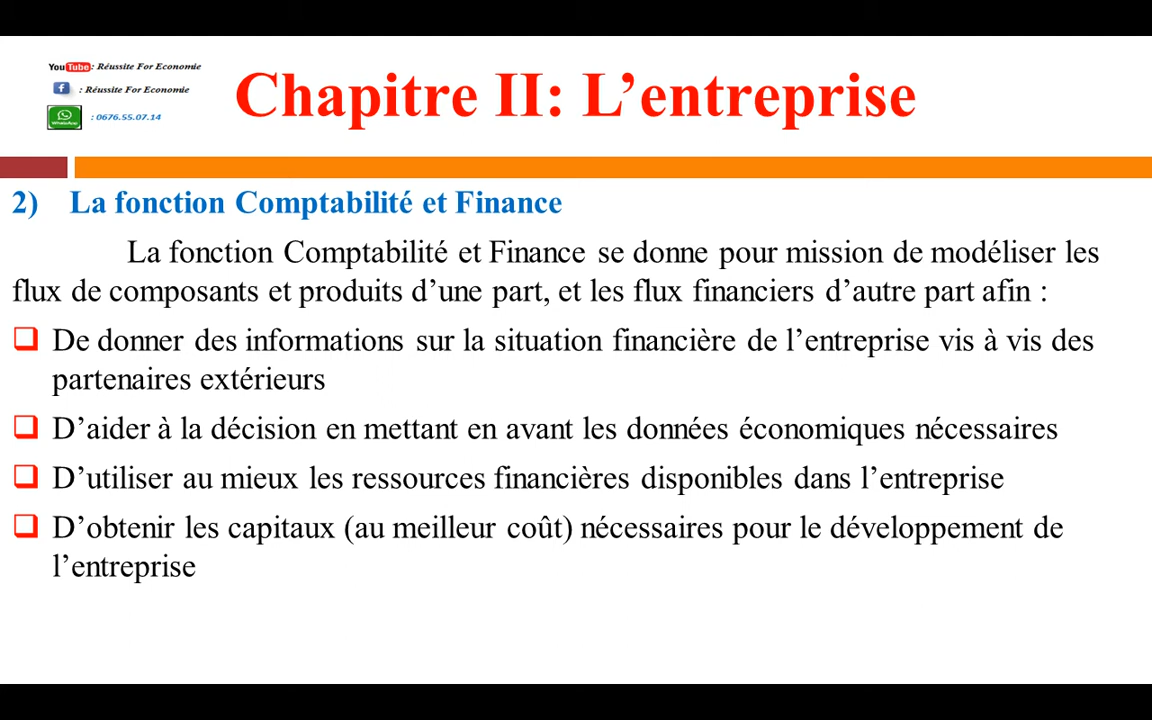 YouTube : Réussite For Economie
f : Réussite For Economie
WhatsApp : 0676.55.07.14
Chapitre II: L’entreprise
2) La fonction Comptabilité et Finance
La fonction Comptabilité et Finance se donne pour mission de modéliser les
flux de composants et produits d’une part, et les flux financiers d’autre part afin :
De donner des informations sur la situation financière de l’entreprise vis à vis des
partenaires extérieurs
D’aider à la décision en mettant en avant les données économiques nécessaires
D’utiliser au mieux les ressources financières disponibles dans l’entreprise
D’obtenir les capitaux (au meilleur coût) nécessaires pour le développement de
l’entreprise